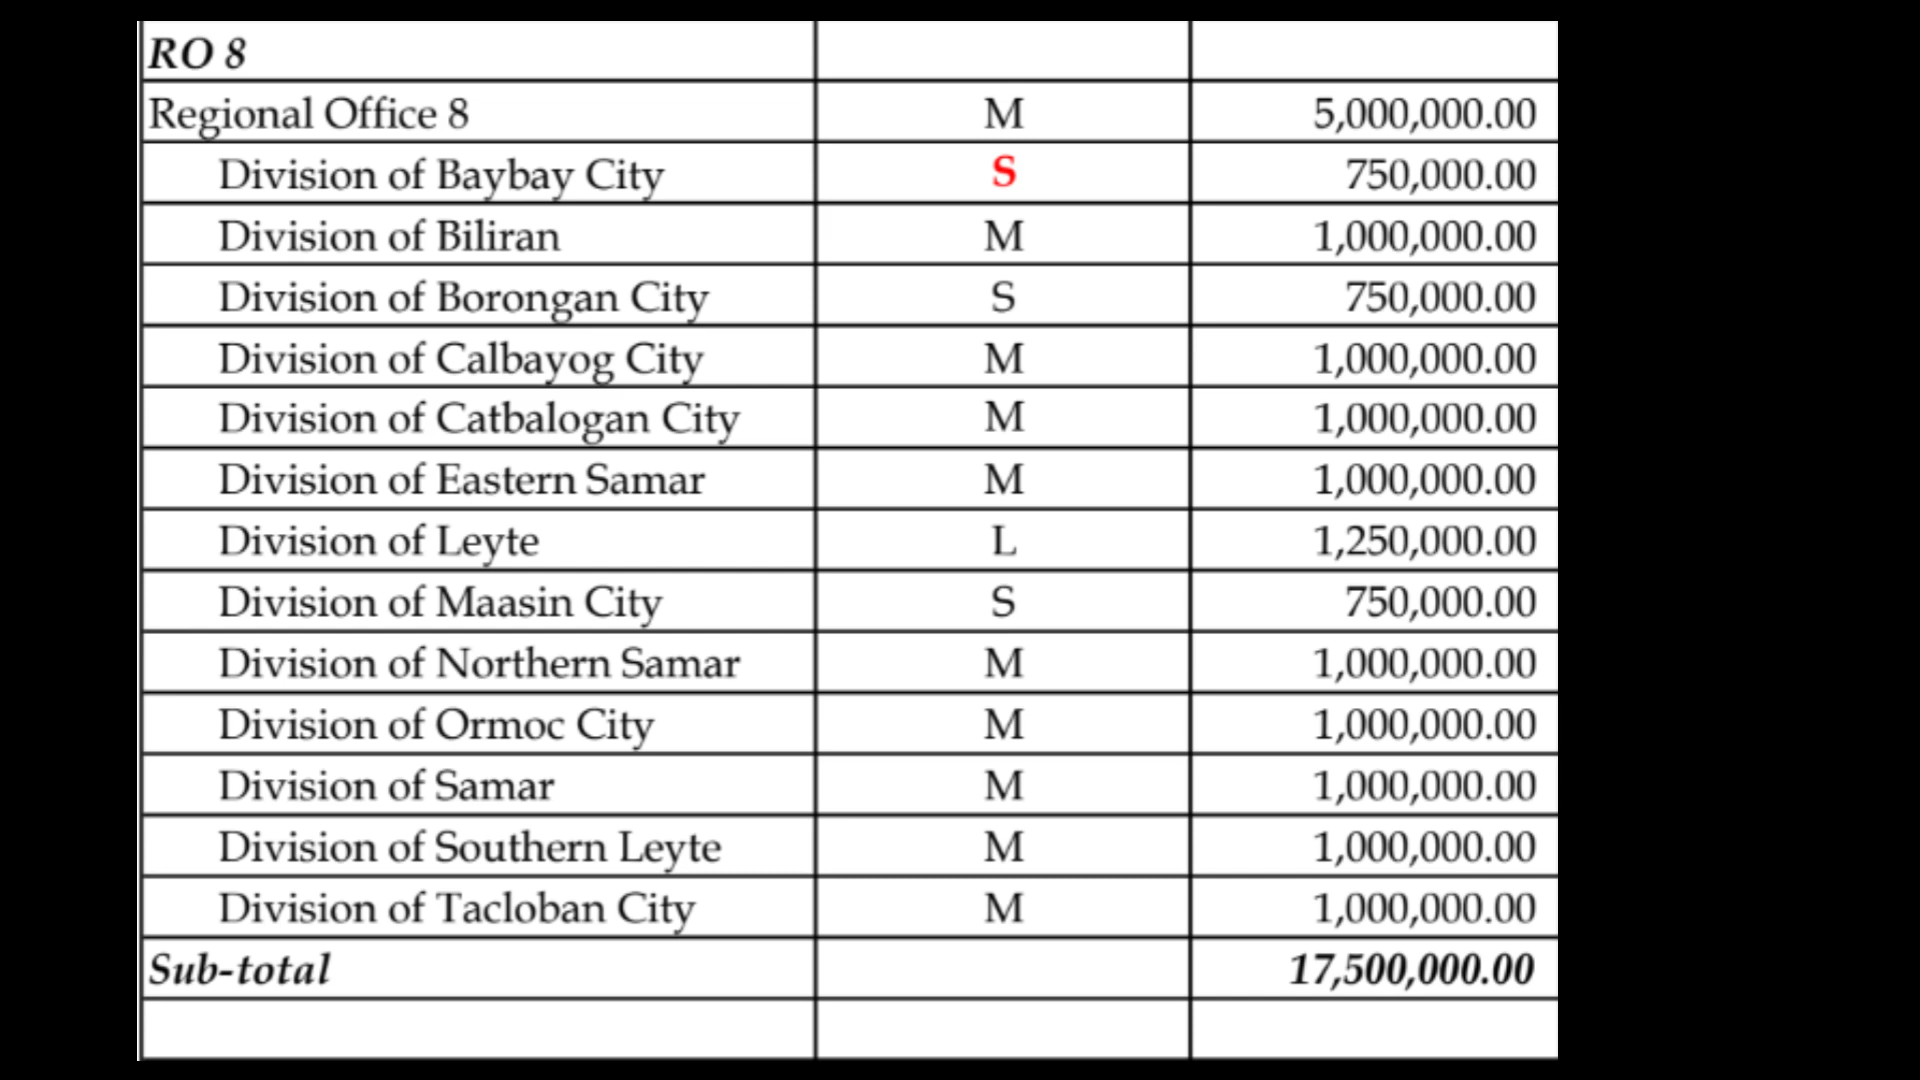 RO 8
Regional Office 8 M 5,000,000.00
Division of Baybay City S 750,000.00
Division of Biliran M 1,000,000.00
Division of Borongan City S 750,000.00
Division of Calbayog City M 1,000,000.00
Division of Catbalogan City M 1,000,000.00
Division of Eastern Samar M 1,000,000.00
Division of Leyte L 1,250,000.00
Division of Maasin City S 750,000.00
Division of Northern Samar M 1,000,000.00
Division of Ormoc City M 1,000,000.00
Division of Samar M 1,000,000.00
Division of Southern Leyte M 1,000,000.00
Division of Tacloban City M 1,000,000.00
Sub-total 17,500,000.00